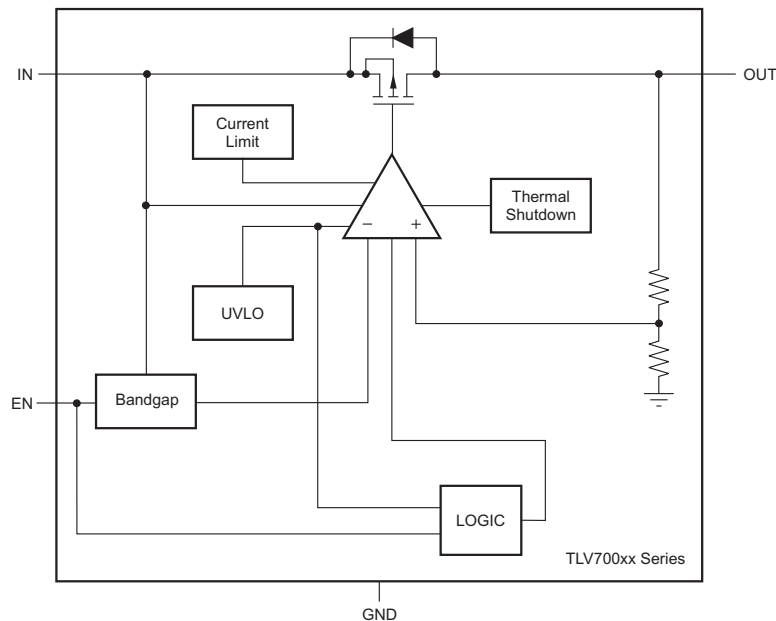 IN
OUT
Current
Limit
Thermal
Shutdown
− +
UVLO
EN
Bandgap
LOGIC
TLV700xx Series
GND